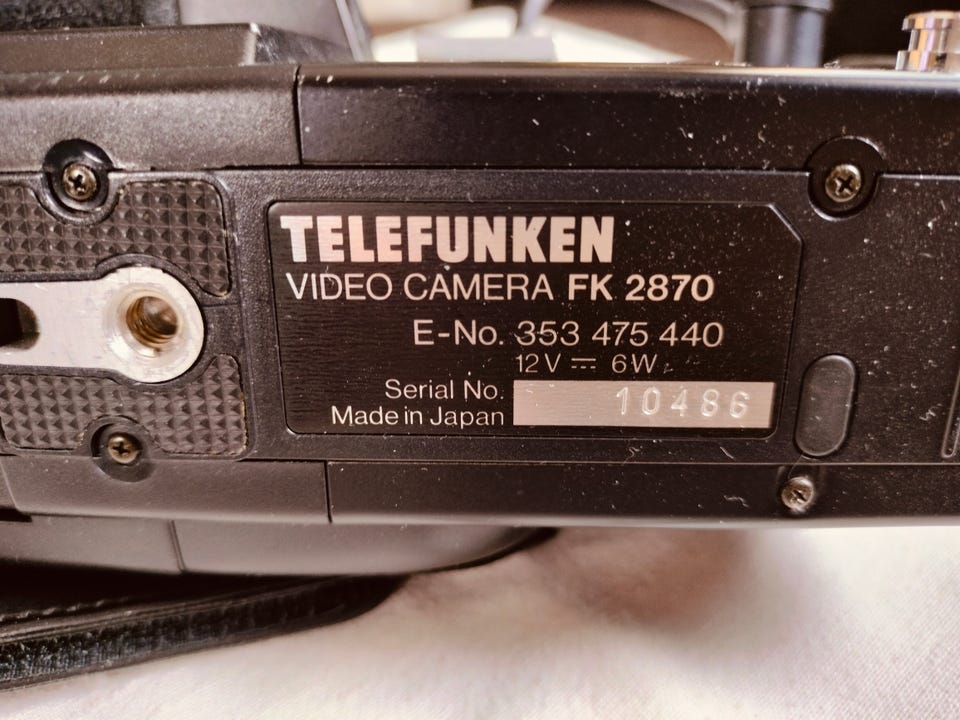 TELEFUNKEN
VIDEO CAMERA FK 2870
E-No. 353 475 440
12V ⎓ 6W
Serial No. 10486
Made in Japan